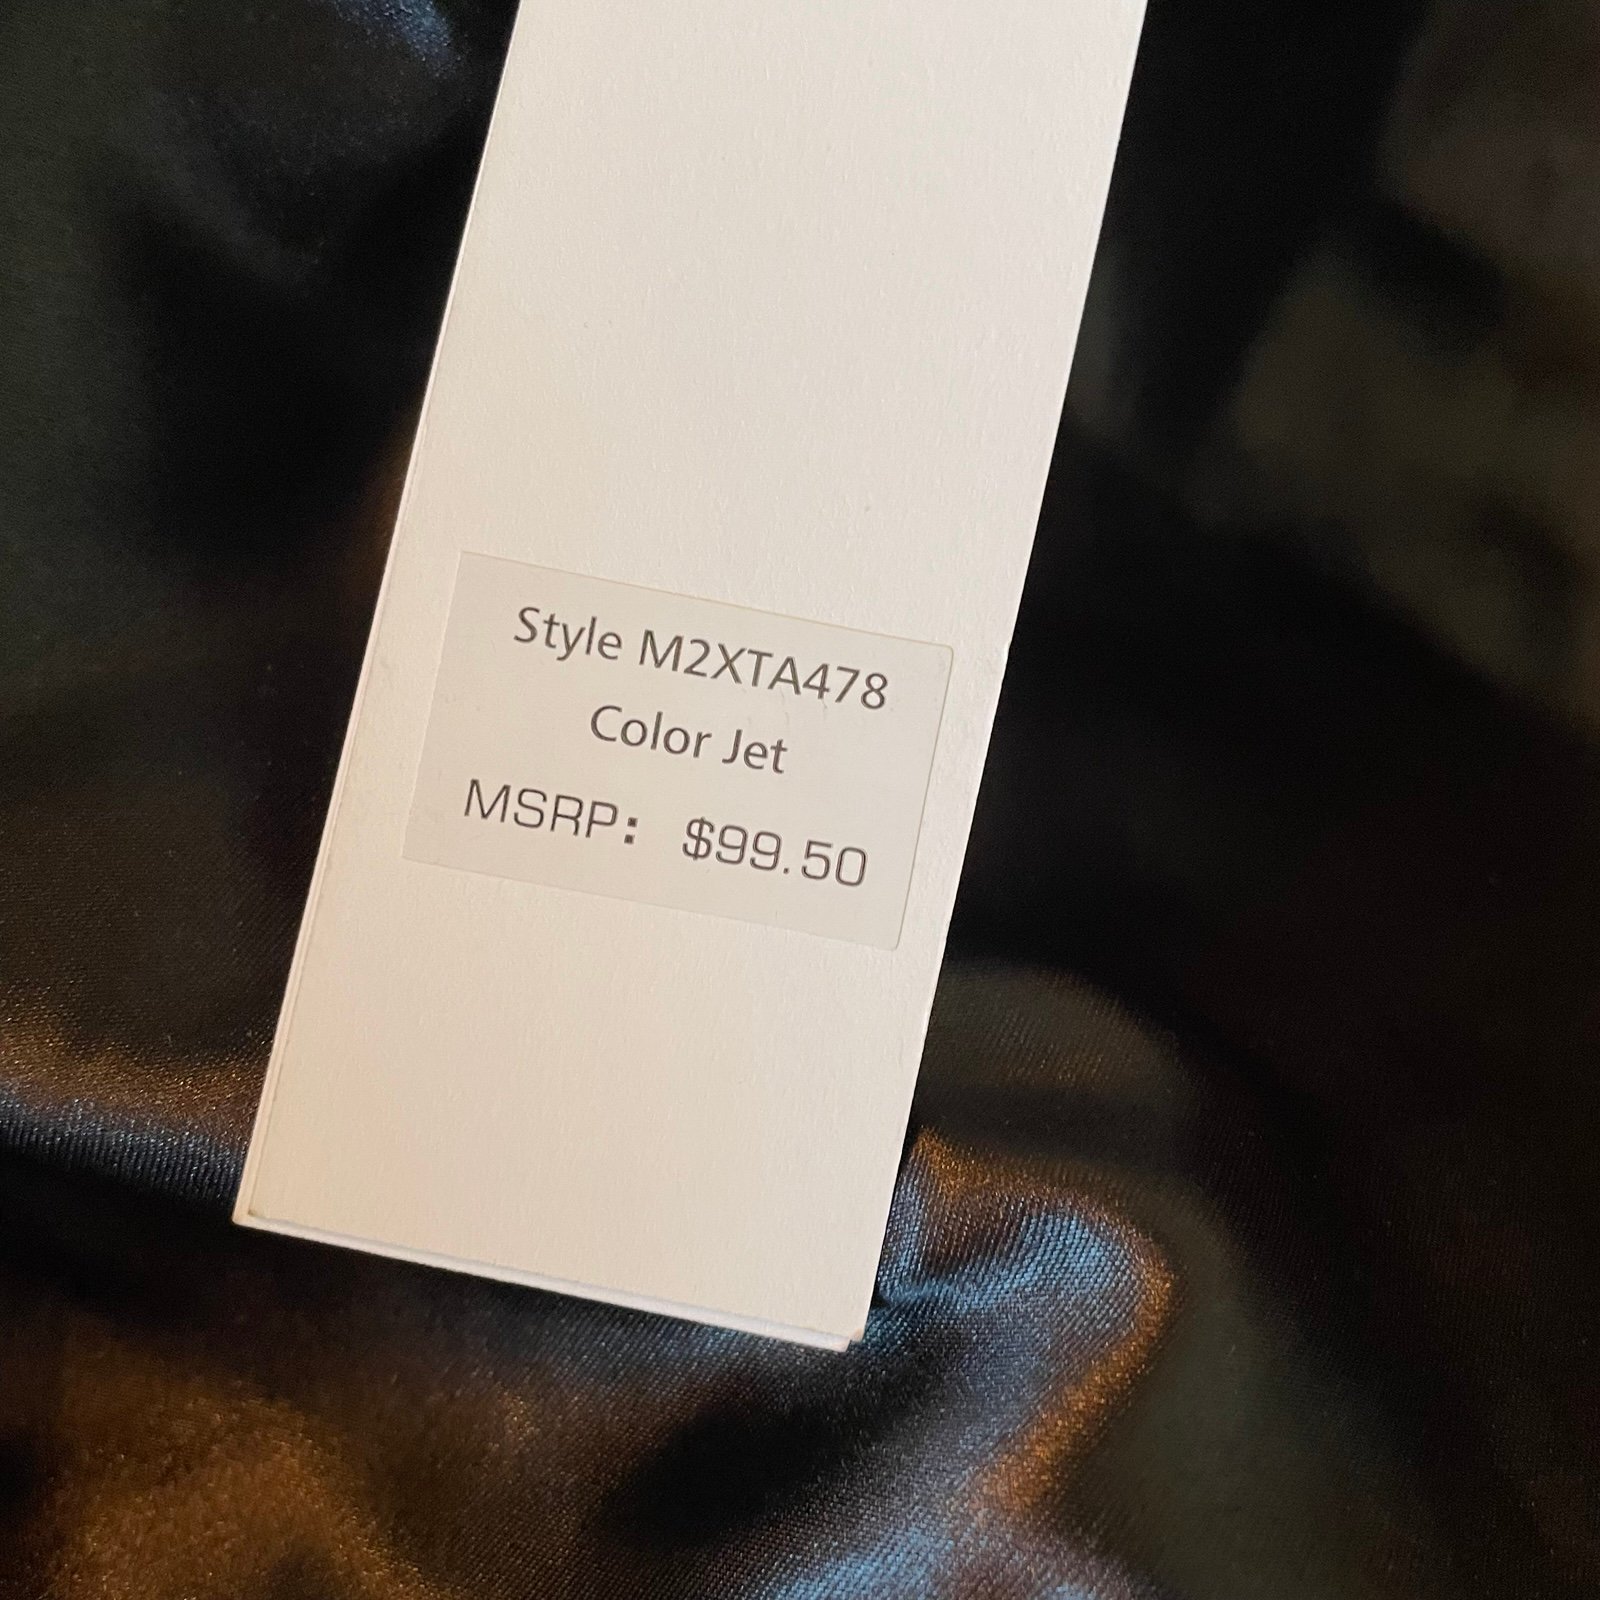 Style M2XTA478
Color Jet
MSRP: $99.50